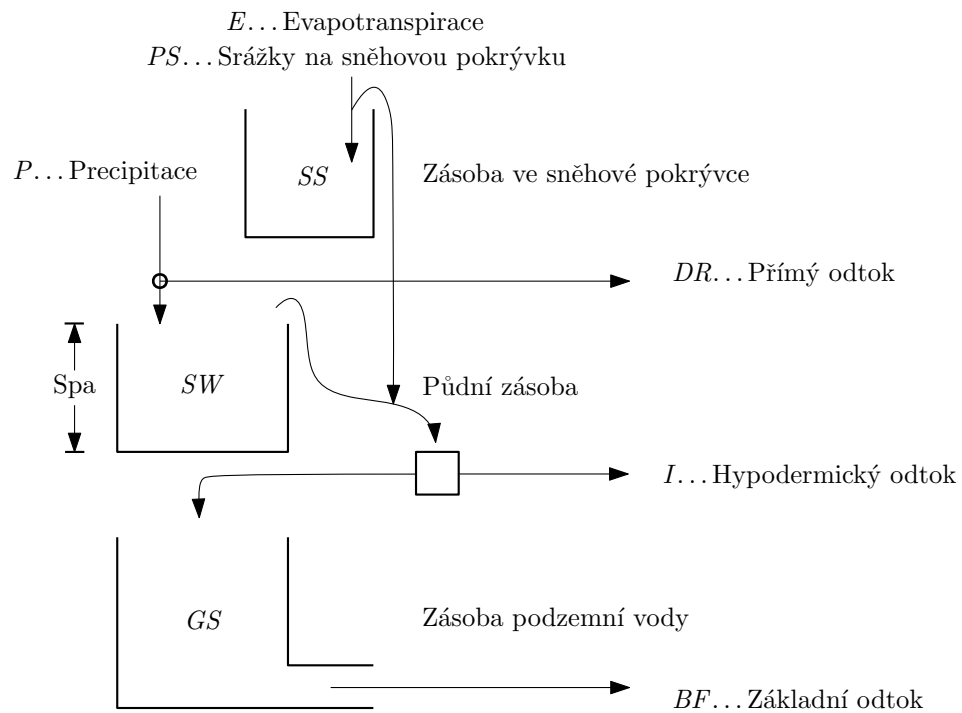 E...Evapotranspirace
PS...Srážky na sněhovou pokrývku
P...Precipitace
SS
Zásoba ve sněhové pokrývce
DR...Přímý odtok
Spa
SW
Půdní zásoba
I...Hypodermický odtok
GS
Zásoba podzemní vody
BF...Základní odtok